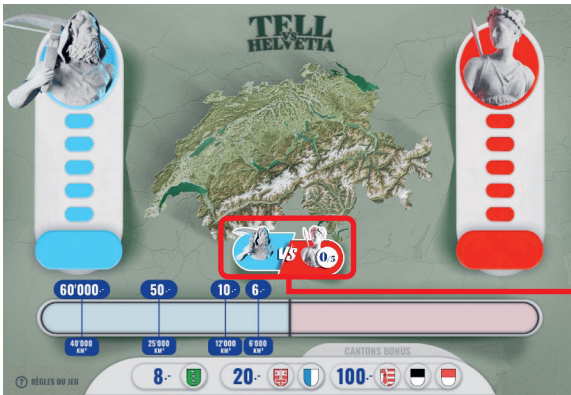 TELL
VS
HELVETIA
VS 0/5
60'000.- 50.- 10.- 6.-
40'000 KM² 25'000 KM² 12'000 KM² 6'000 KM²
CANTONS BONUS
8.- 20.- 100.-
? RÈGLES DU JEU